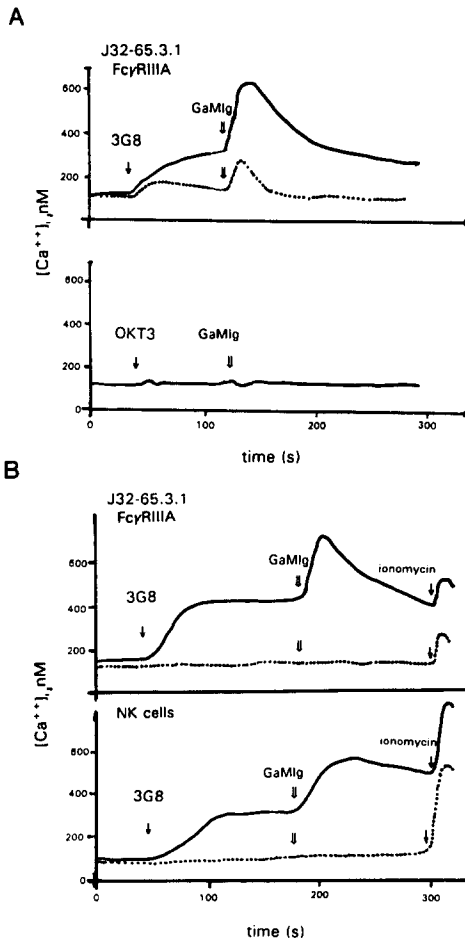 A
J32-65.3.1
FcγRIIIA
GaMIg
3G8
600
400
200
0
[Ca++]i,nM
600
400
200
0
OKT3
GaMIg
0
100
200
300
time (s)
B
J32-65.3.1
FcγRIIIA
GaMIg
ionomycin
3G8
600
400
200
[Ca++]i,nM
NK cells
ionomycin
GaMIg
3G8
600
400
200
0
0
100
200
300
time (s)